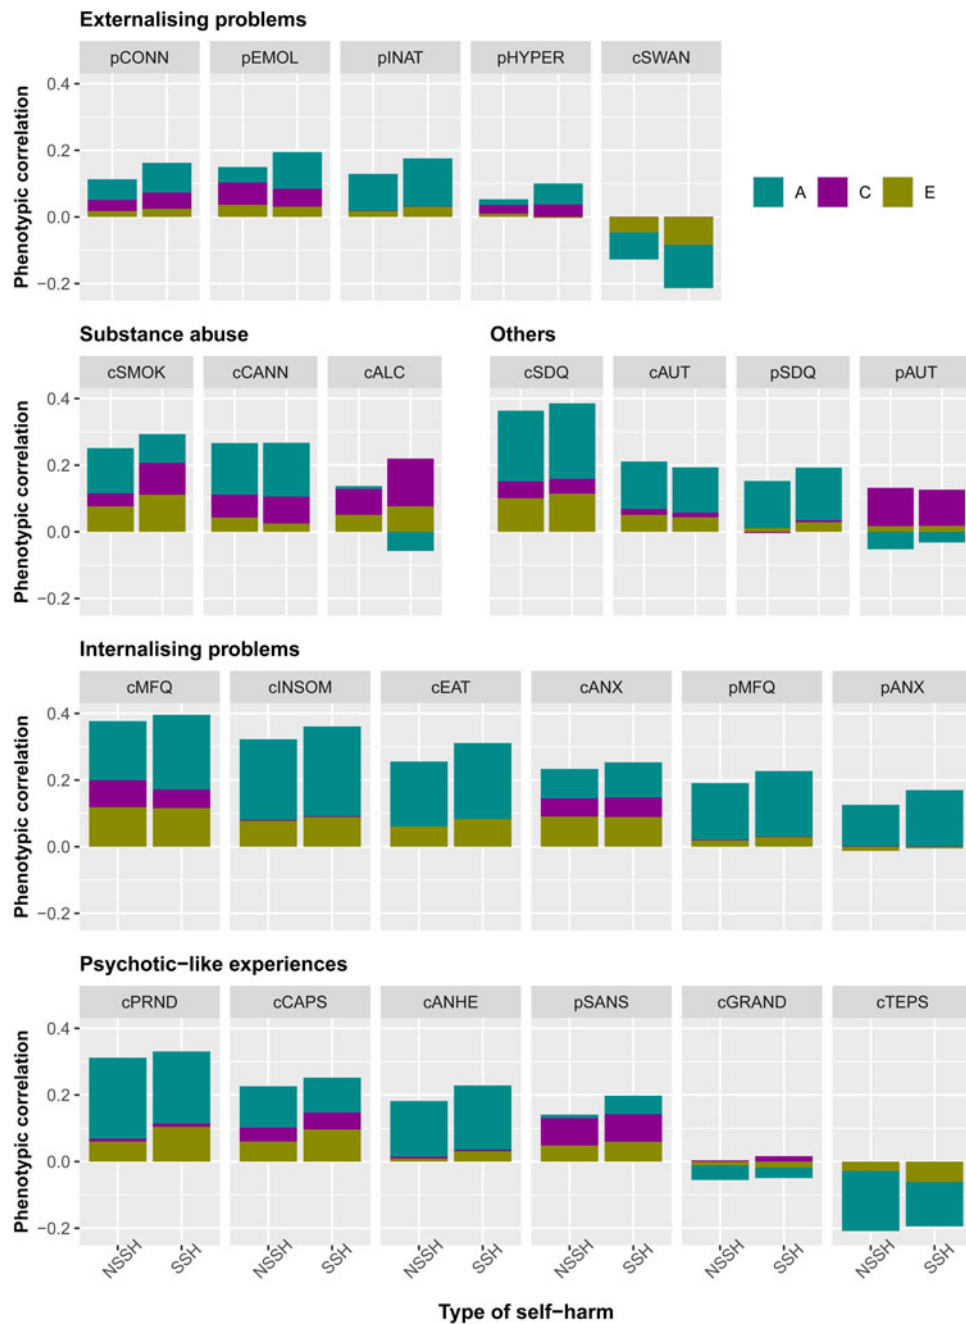 Externalising problems
pCONN pEMOL pINAT pHYPER cSWAN
Phenotypic correlation
0.4
0.2
0.0
−0.2
A C E
Substance abuse
Others
cSMOK cCANN cALC
cSDQ cAUT pSDQ pAUT
Phenotypic correlation
0.4
0.2
0.0
−0.2
Phenotypic correlation
Internalising problems
cMFQ cINSOM cEAT cANX pMFQ pANX
Phenotypic correlation
0.4
0.2
0.0
−0.2
Psychotic−like experiences
cPRND cCAPS cANHE pSANS cGRAND cTEPS
Phenotypic correlation
0.4
0.2
0.0
−0.2
NSSH SSH NSSH SSH NSSH SSH NSSH SSH NSSH SSH NSSH SSH
Type of self−harm